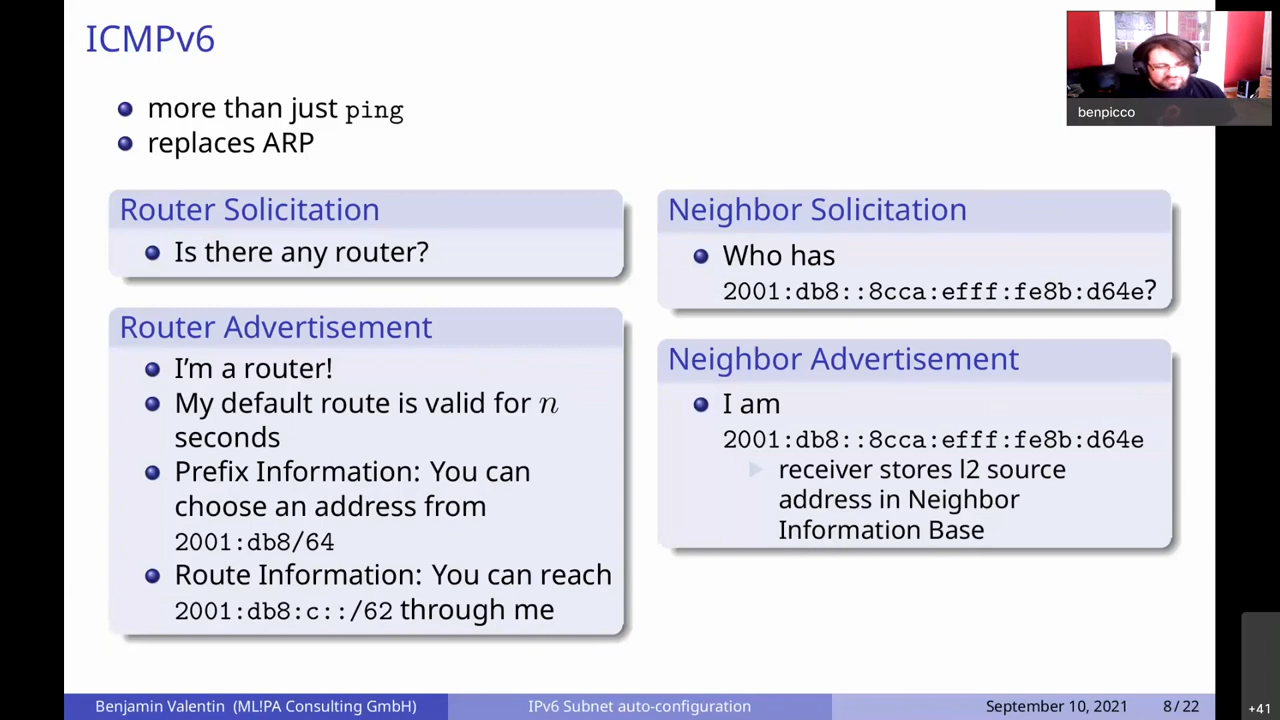 ICMPv6
more than just ping
replaces ARP
Router Solicitation
Is there any router?
Router Advertisement
I'm a router!
My default route is valid for n
seconds
Prefix Information: You can
choose an address from
2001:db8/64
Route Information: You can reach
2001:db8:c::/62 through me
Neighbor Solicitation
Who has
2001:db8::8cca:efff:fe8b:d64e?
Neighbor Advertisement
I am
2001:db8::8cca:efff:fe8b:d64e
receiver stores l2 source
address in Neighbor
Information Base
benpicco
Benjamin Valentin (ML!PA Consulting GmbH)
IPv6 Subnet auto-configuration
September 10, 2021
8 / 22
+41